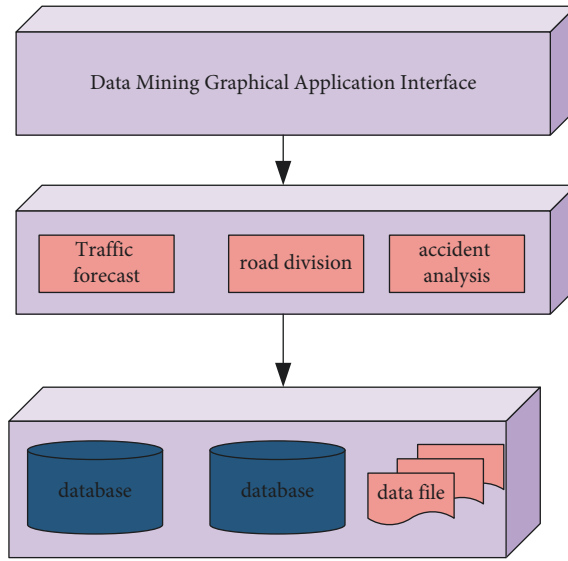 Data Mining Graphical Application Interface
Traffic
forecast
road division
accident
analysis
database
database
data file